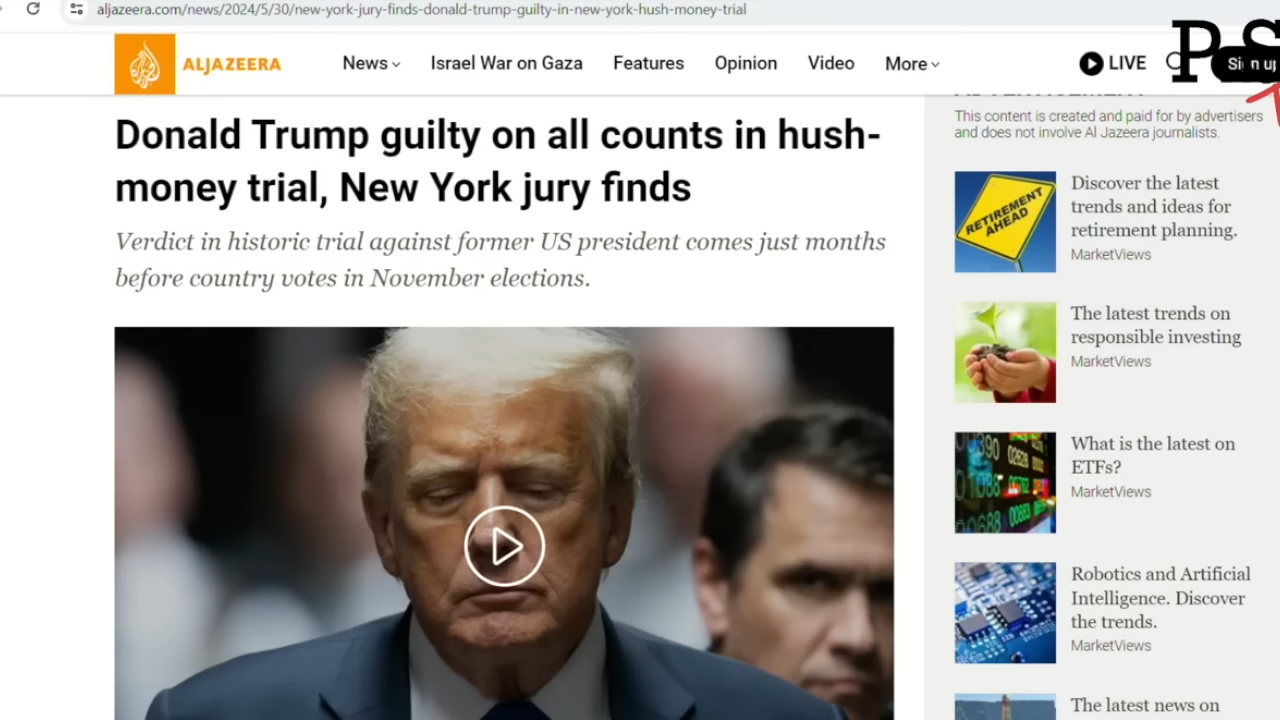 aljazeera.com/news/2024/5/30/new-york-jury-finds-donald-trump-guilty-in-new-york-hush-money-trial
PS
ALJAZEERA
News
Israel War on Gaza
Features
Opinion
Video
More
LIVE
Sign up
Donald Trump guilty on all counts in hush-
money trial, New York jury finds
Verdict in historic trial against former US president comes just months
before country votes in November elections.
This content is created and paid for by advertisers
and does not involve Al Jazeera journalists.
RETIREMENT
AHEAD
Discover the latest
trends and ideas for
retirement planning.
MarketViews
The latest trends on
responsible investing
MarketViews
What is the latest on
ETFs?
MarketViews
Robotics and Artificial
Intelligence. Discover
the trends.
MarketViews
The latest news on